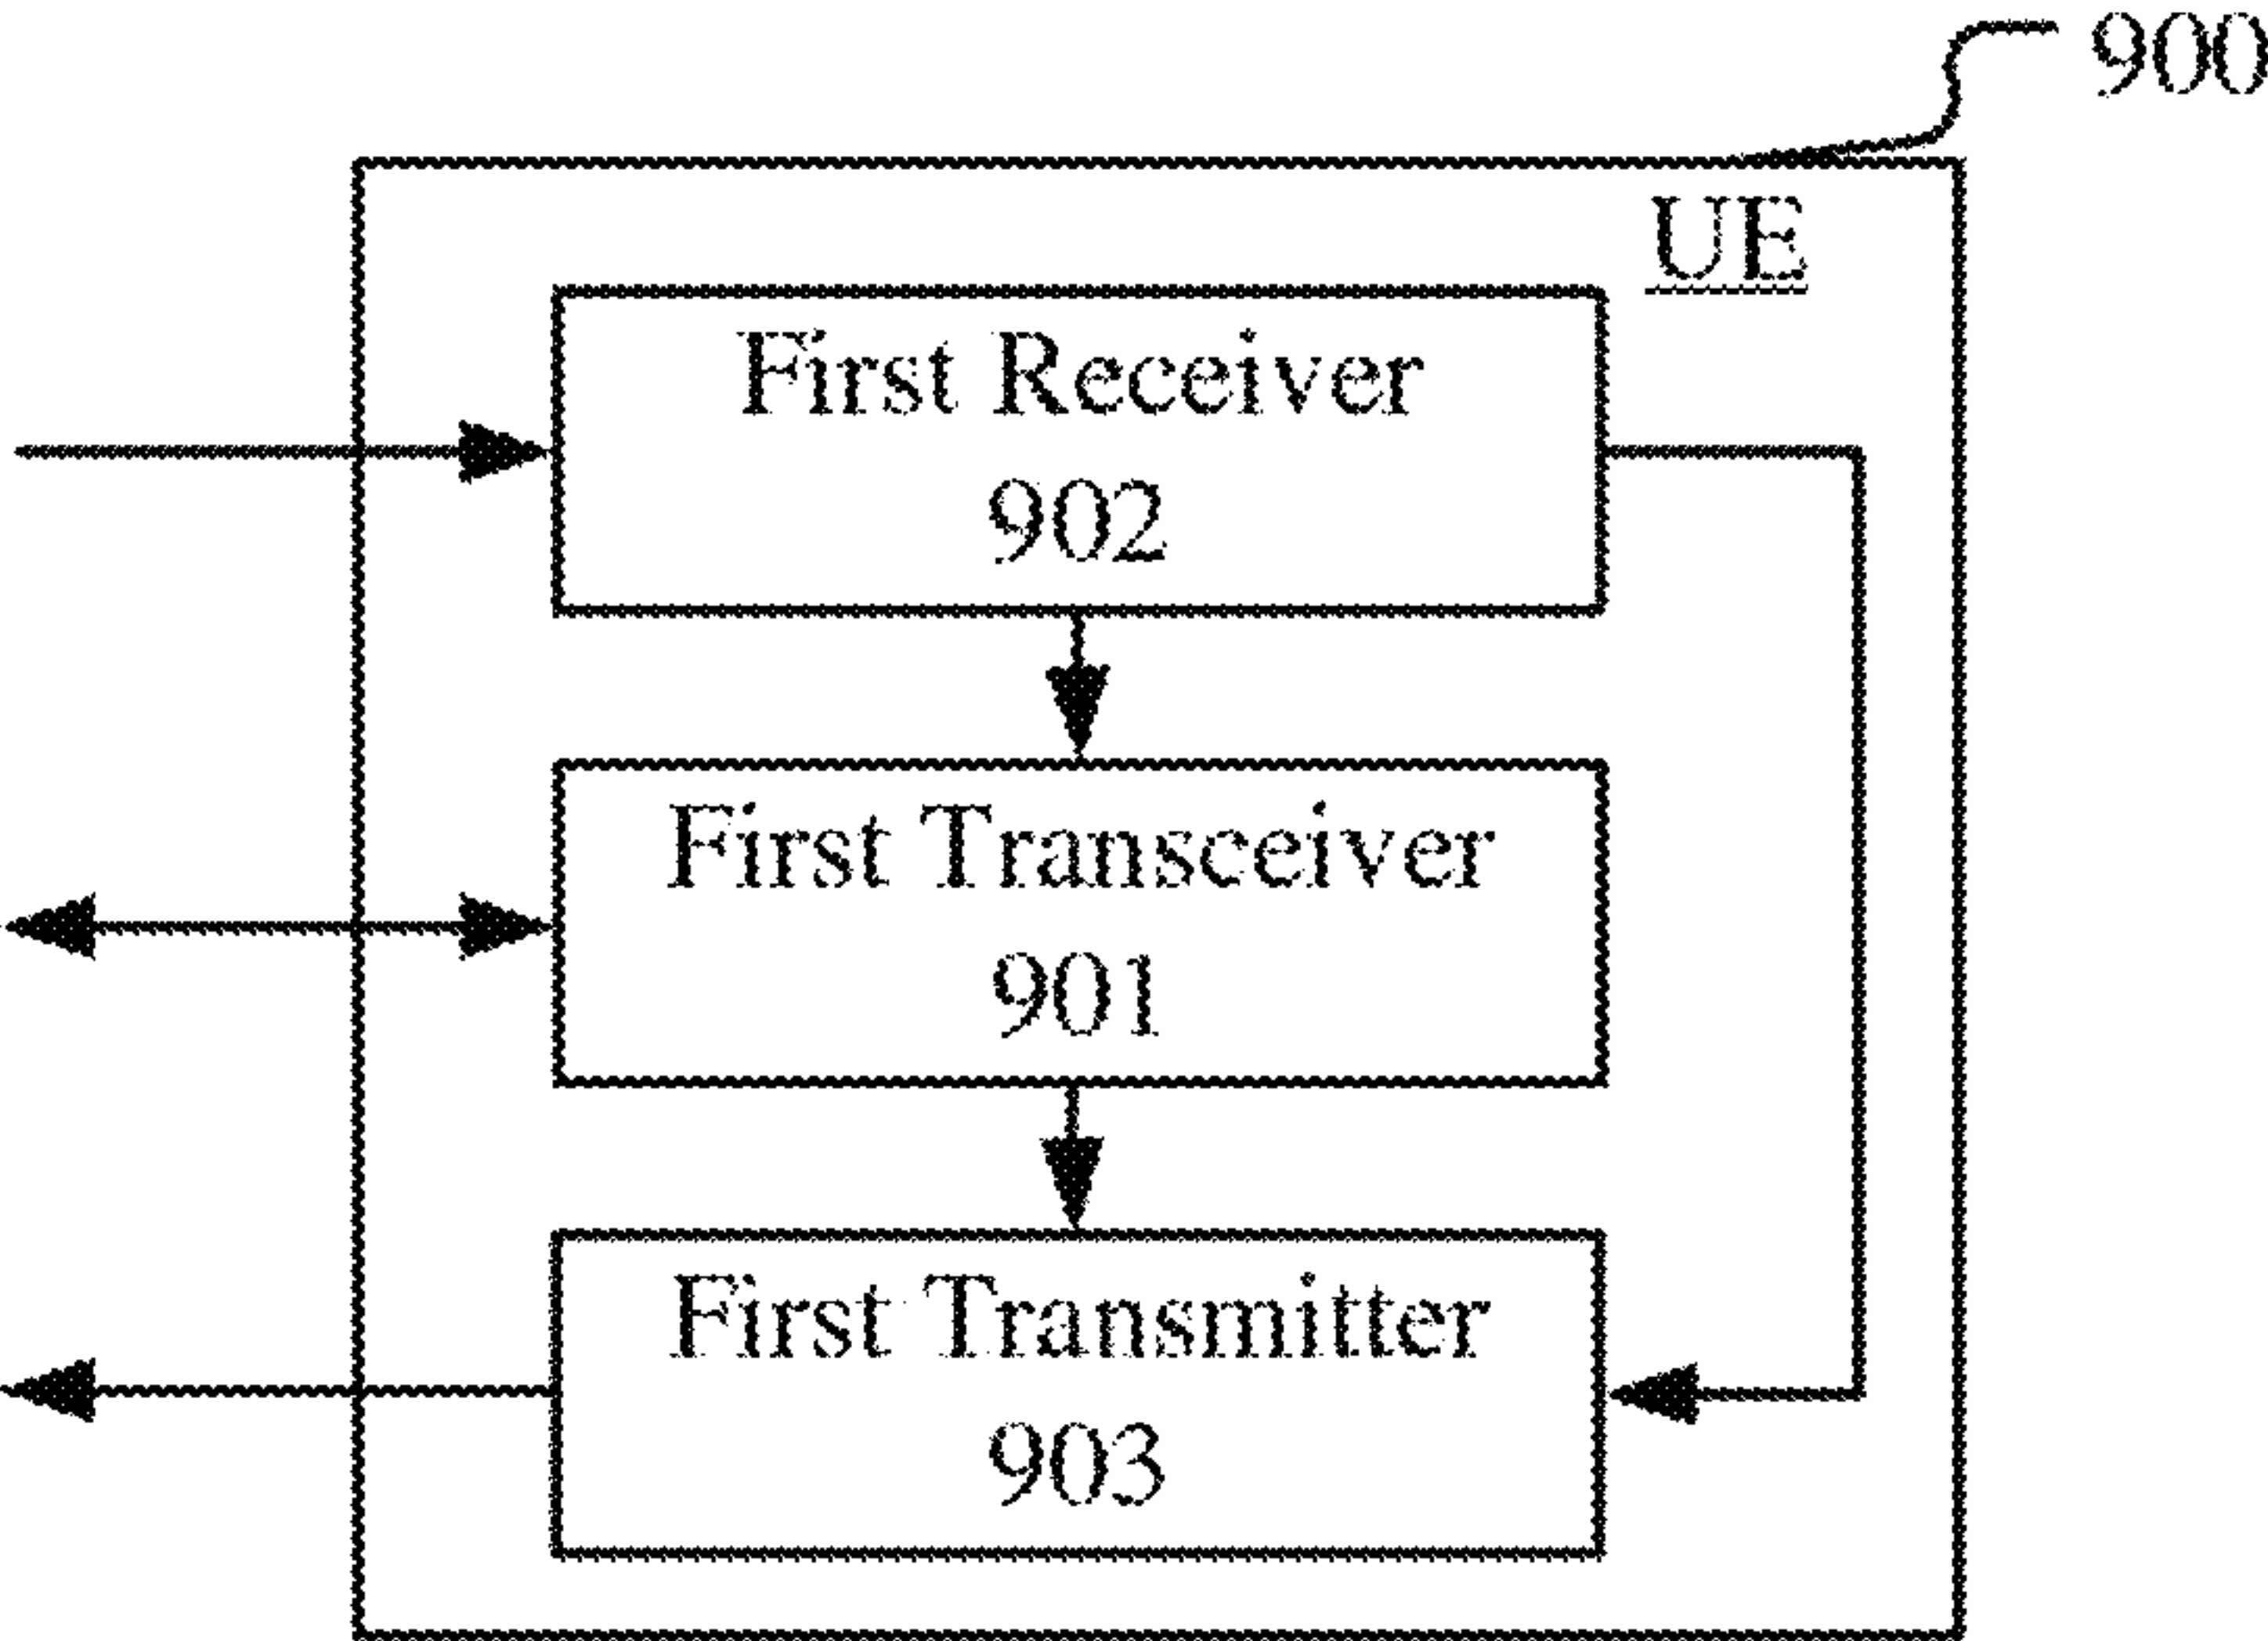 900
UE
First Receiver
902
First Transceiver
901
First Transmitter
903